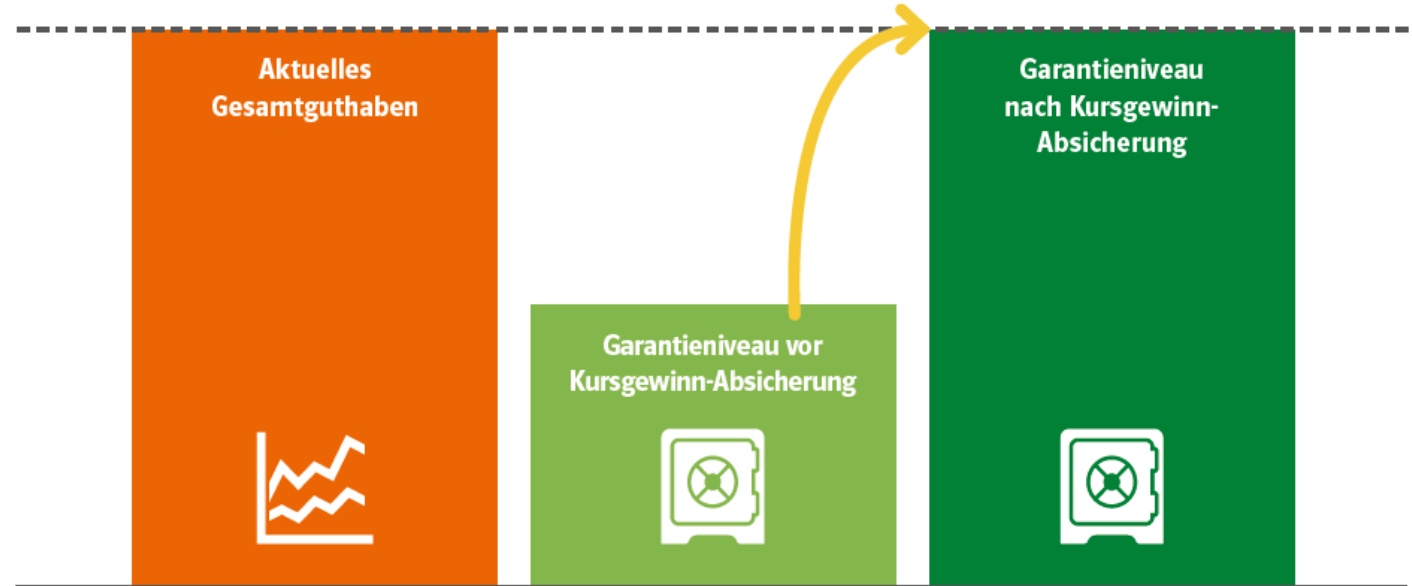 Aktuelles
Gesamtguthaben
Garantieniveau vor
Kursgewinn-Absicherung
Garantieniveau
nach Kursgewinn-
Absicherung